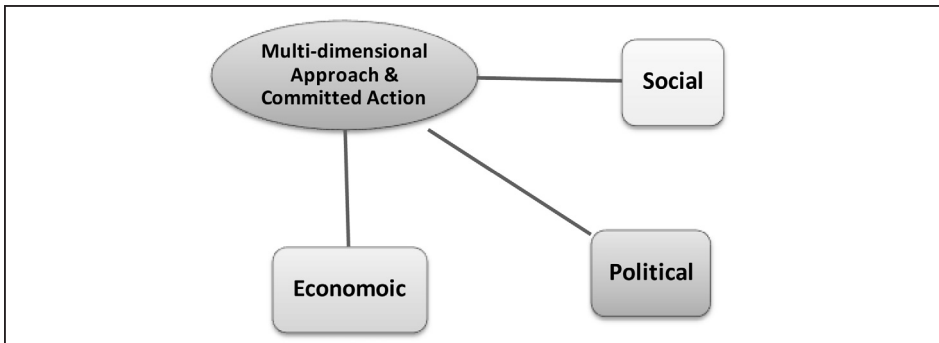 Multi-dimensional
Approach &
Committed Action
Social
Political
Economoic